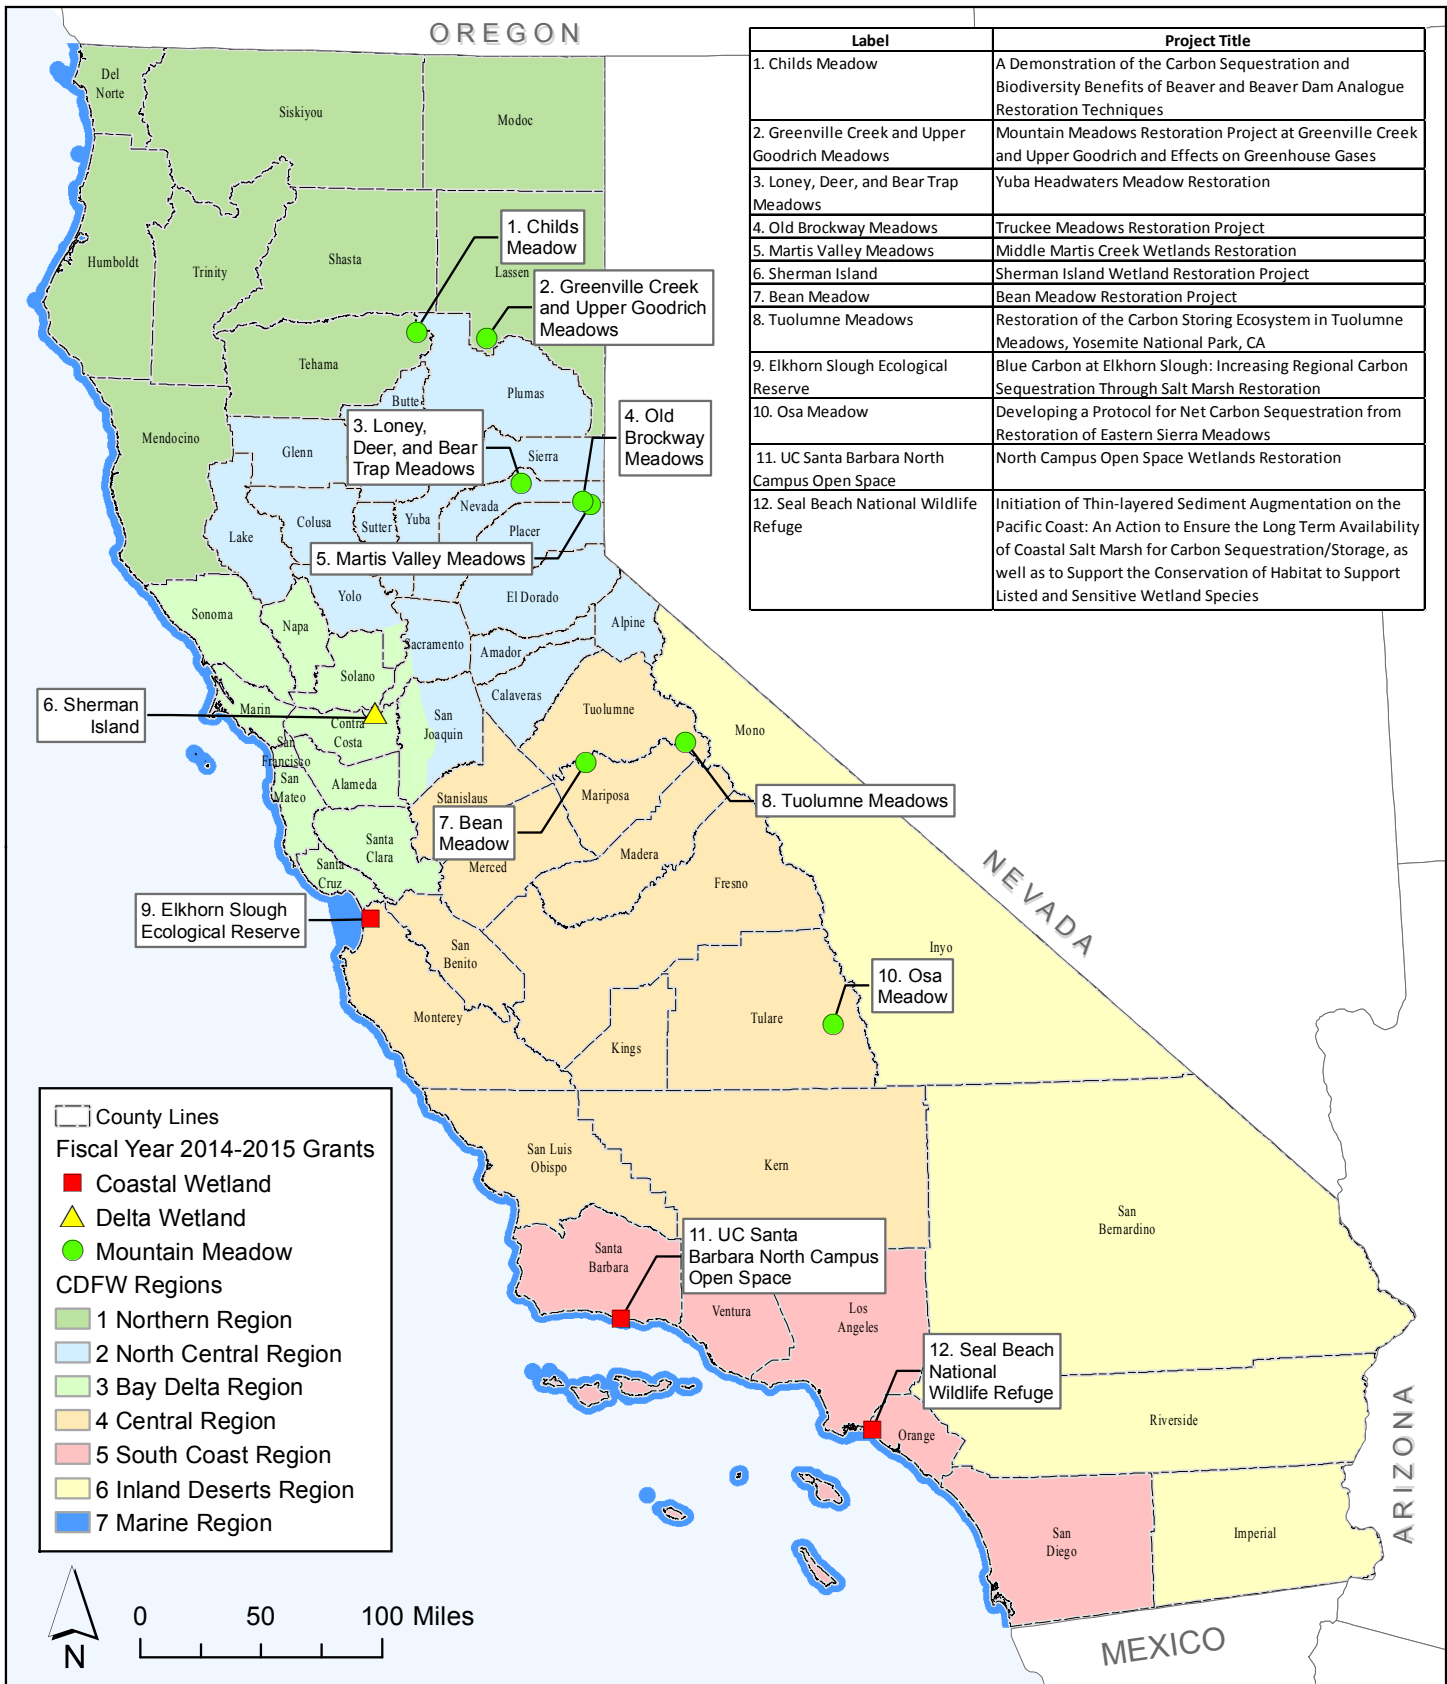 OREGON
Label Project Title
1. Childs Meadow A Demonstration of the Carbon Sequestration and
Biodiversity Benefits of Beaver and Beaver Dam Analogue
Restoration Techniques
2. Greenville Creek and Upper Mountain Meadows Restoration Project at Greenville Creek
Goodrich Meadows and Upper Goodrich and Effects on Greenhouse Gases
3. Loney, Deer, and Bear Trap Yuba Headwaters Meadow Restoration
Meadows
4. Old Brockway Meadows Truckee Meadows Restoration Project
5. Martis Valley Meadows Middle Martis Creek Wetlands Restoration
6. Sherman Island Sherman Island Wetland Restoration Project
7. Bean Meadow Bean Meadow Restoration Project
8. Tuolumne Meadows Restoration of the Carbon Storing Ecosystem in Tuolumne
Meadows, Yosemite National Park, CA
9. Elkhorn Slough Ecological Blue Carbon at Elkhorn Slough: Increasing Regional Carbon
Reserve Sequestration Through Salt Marsh Restoration
10. Osa Meadow Developing a Protocol for Net Carbon Sequestration from
Restoration of Eastern Sierra Meadows
11. UC Santa Barbara North North Campus Open Space Wetlands Restoration
Campus Open Space
12. Seal Beach National Wildlife Initiation of Thin-layered Sediment Augmentation on the
Refuge Pacific Coast: An Action to Ensure the Long Term Availability
of Coastal Salt Marsh for Carbon Sequestration/Storage, as
well as to Support the Conservation of Habitat to Support
Listed and Sensitive Wetland Species
Del
Norte
Siskiyou
Modoc
Humboldt
Trinity
Shasta
Lassen
1. Childs
Meadow
2. Greenville Creek
and Upper Goodrich
Meadows
Tehama
Plumas
Butte
Mendocino
Glenn
3. Loney,
Deer, and Bear
Trap Meadows
4. Old
Brockway
Meadows
Sierra
Nevada
Lake
Colusa
Sutter
Yuba
Placer
5. Martis Valley Meadows
Yolo
El Dorado
Sonoma
Napa
Sacramento
Amador
Alpine
Solano
Calaveras
6. Sherman
Island
Marin
Contra
Costa
San
Joaquin
Tuolumne
Mono
San
Francisco
San
Mateo
Alameda
Stanislaus
Mariposa
8. Tuolumne Meadows
7. Bean
Meadow
Santa
Clara
Santa
Cruz
Merced
Madera
Fresno
NEVADA
9. Elkhorn Slough
Ecological Reserve
San
Benito
Inyo
10. Osa
Meadow
Monterey
Kings
Tulare
San Luis
Obispo
Kern
San
Bernardino
Santa
Barbara
11. UC Santa
Barbara North Campus
Open Space
Ventura
Los
Angeles
12. Seal Beach
National
Wildlife Refuge
Orange
Riverside
ARIZONA
San
Diego
Imperial
MEXICO
County Lines
Fiscal Year 2014-2015 Grants
Coastal Wetland
Delta Wetland
Mountain Meadow
CDFW Regions
1 Northern Region
2 North Central Region
3 Bay Delta Region
4 Central Region
5 South Coast Region
6 Inland Deserts Region
7 Marine Region
N
0 50 100 Miles